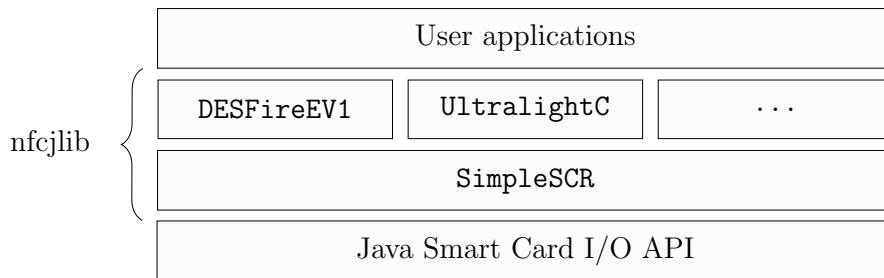 User applications
DESFireEV1 UltralightC ...
nfcjlib
SimpleSCR
Java Smart Card I/O API